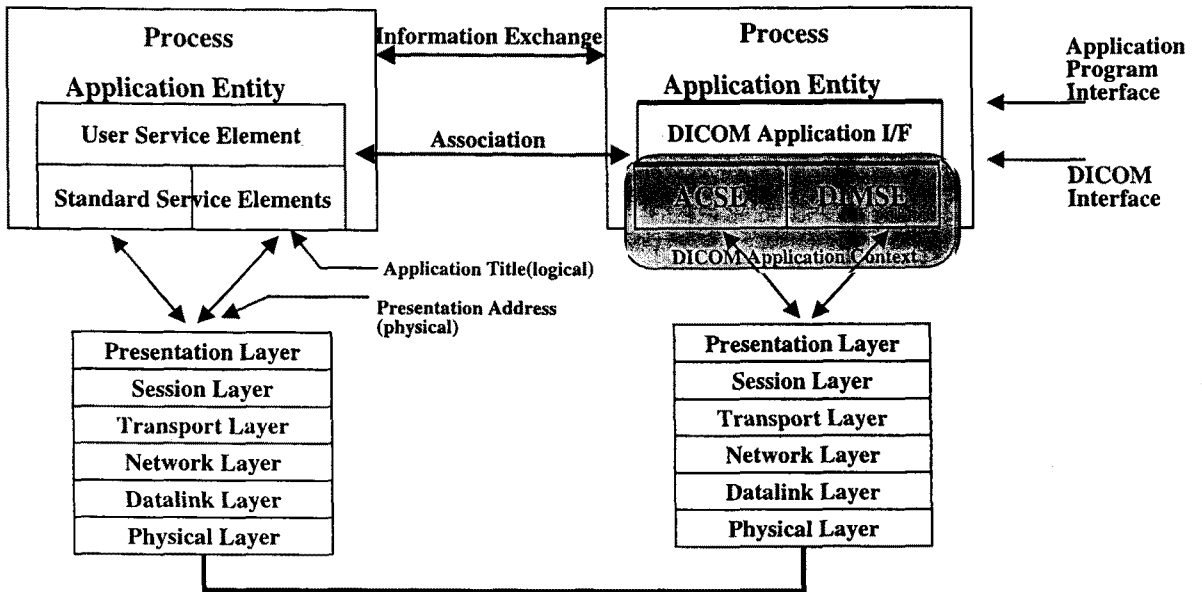 Process
Application Entity
User Service Element
Standard Service Elements
Information Exchange
Association
Process
Application Entity
DICOM Application I/F
ACSE
DIMSE
DICOM Application Context
Application
Program
Interface
DICOM
Interface
Application Title(logical)
Presentation Address
(physical)
Presentation Layer
Session Layer
Transport Layer
Network Layer
Datalink Layer
Physical Layer
Presentation Layer
Session Layer
Transport Layer
Network Layer
Datalink Layer
Physical Layer